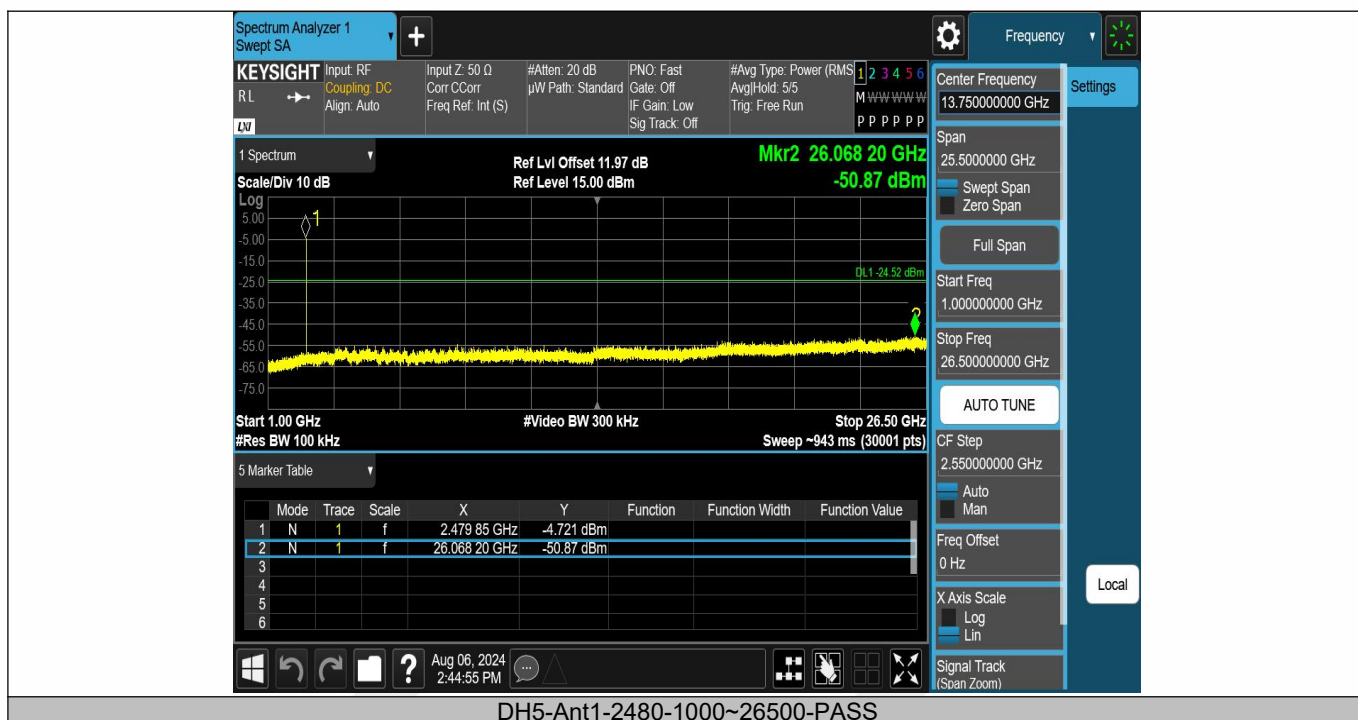 Spectrum Analyzer 1
Swept SA
+
Frequency
KEYSIGHT
RL
LXI
Input: RF
Coupling: DC
Align: Auto
Input Z: 50 Ω
Corr CCorr
Freq Ref: Int (S)
#Atten: 20 dB
µW Path: Standard
PNO: Fast
Gate: Off
IF Gain: Low
Sig Track: Off
#Avg Type: Power (RMS
Avg|Hold: 5/5
Trig: Free Run
1 2 3 4 5 6
M W W W W W
P P P P P P
1 Spectrum
Scale/Div 10 dB
Ref Lvl Offset 11.97 dB
Ref Level 15.00 dBm
Mkr2 26.068 20 GHz
-50.87 dBm
Log
5.00
-5.00
-15.0
-25.0
-35.0
-45.0
-55.0
-65.0
-75.0
1
DL1 -24.52 dBm
2
Start 1.00 GHz
#Video BW 300 kHz
Stop 26.50 GHz
#Res BW 100 kHz
Sweep ~943 ms (30001 pts)
5 Marker Table
Mode Trace Scale X Y Function Function Width Function Value
1 N 1 f 2.479 85 GHz -4.721 dBm
2 N 1 f 26.068 20 GHz -50.87 dBm
3
4
5
6
?
Aug 06, 2024
2:44:55 PM
Center Frequency
13.750000000 GHz
Settings
Span
25.5000000 GHz
Swept Span
Zero Span
Full Span
Start Freq
1.000000000 GHz
Stop Freq
26.500000000 GHz
AUTO TUNE
CF Step
2.550000000 GHz
Auto
Man
Freq Offset
0 Hz
Local
X Axis Scale
Log
Lin
Signal Track
(Span Zoom)
DH5-Ant1-2480-1000~26500-PASS